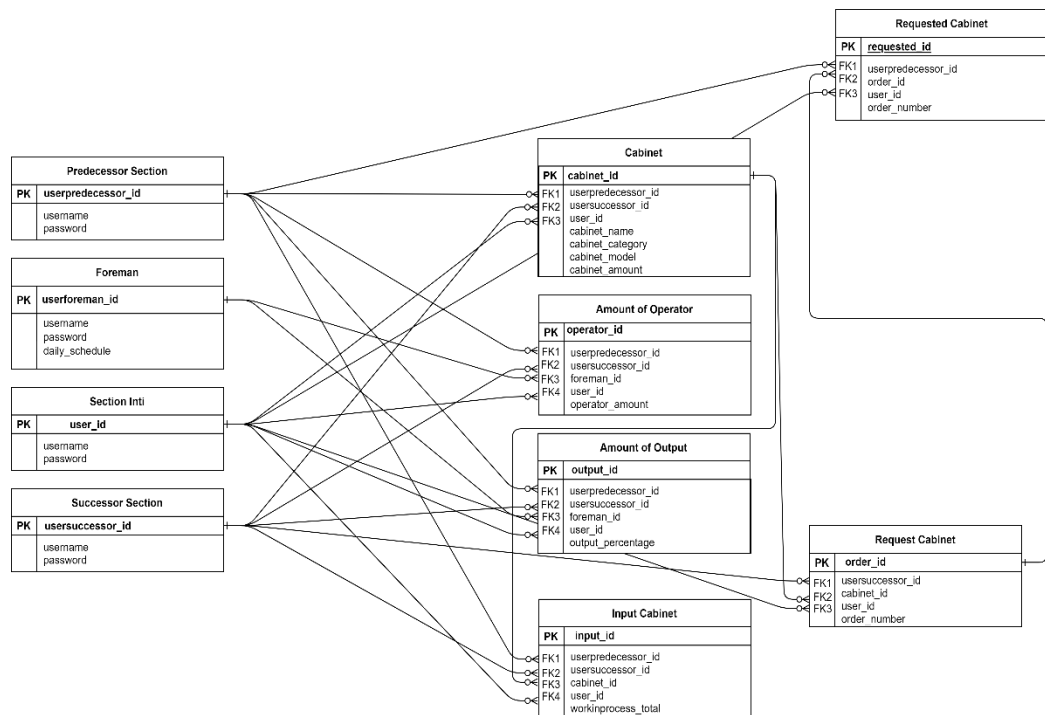 Requested Cabinet
PK requested_id
FK1 userpredecessor_id
FK2 order_id
FK3 user_id
order_number
Predecessor Section
PK userpredecessor_id
username
password
Foreman
PK userforeman_id
username
password
daily_schedule
Section Inti
PK user_id
username
password
Successor Section
PK usersuccessor_id
username
password
Cabinet
PK cabinet_id
FK1 userpredecessor_id
FK2 usersuccessor_id
FK3 user_id
cabinet_name
cabinet_category
cabinet_model
cabinet_amount
Amount of Operator
PK operator_id
FK1 userpredecessor_id
FK2 usersuccessor_id
FK3 foreman_id
FK4 user_id
operator_amount
Amount of Output
PK output_id
FK1 userpredecessor_id
FK2 usersuccessor_id
FK3 foreman_id
FK4 user_id
output_percentage
Input Cabinet
PK input_id
FK1 userpredecessor_id
FK2 usersuccessor_id
FK3 cabinet_id
FK4 user_id
workinprocess_total
Request Cabinet
PK order_id
FK1 usersuccessor_id
FK2 cabinet_id
FK3 user_id
order_number